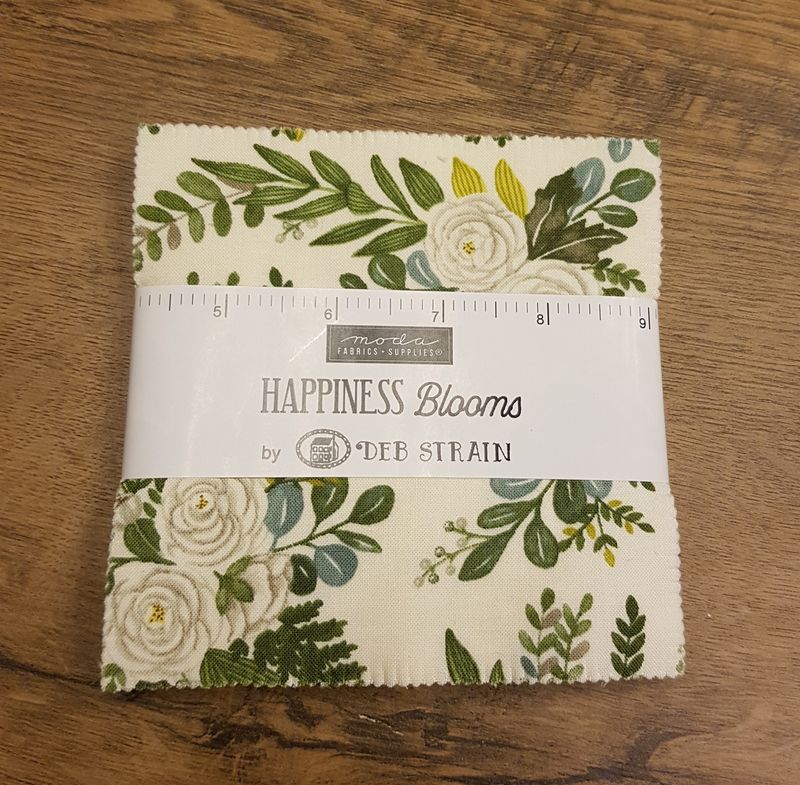 5 6 7 8 9
moda
FABRICS + SUPPLIES®
HAPPINESS Blooms
by DEB STRAIN